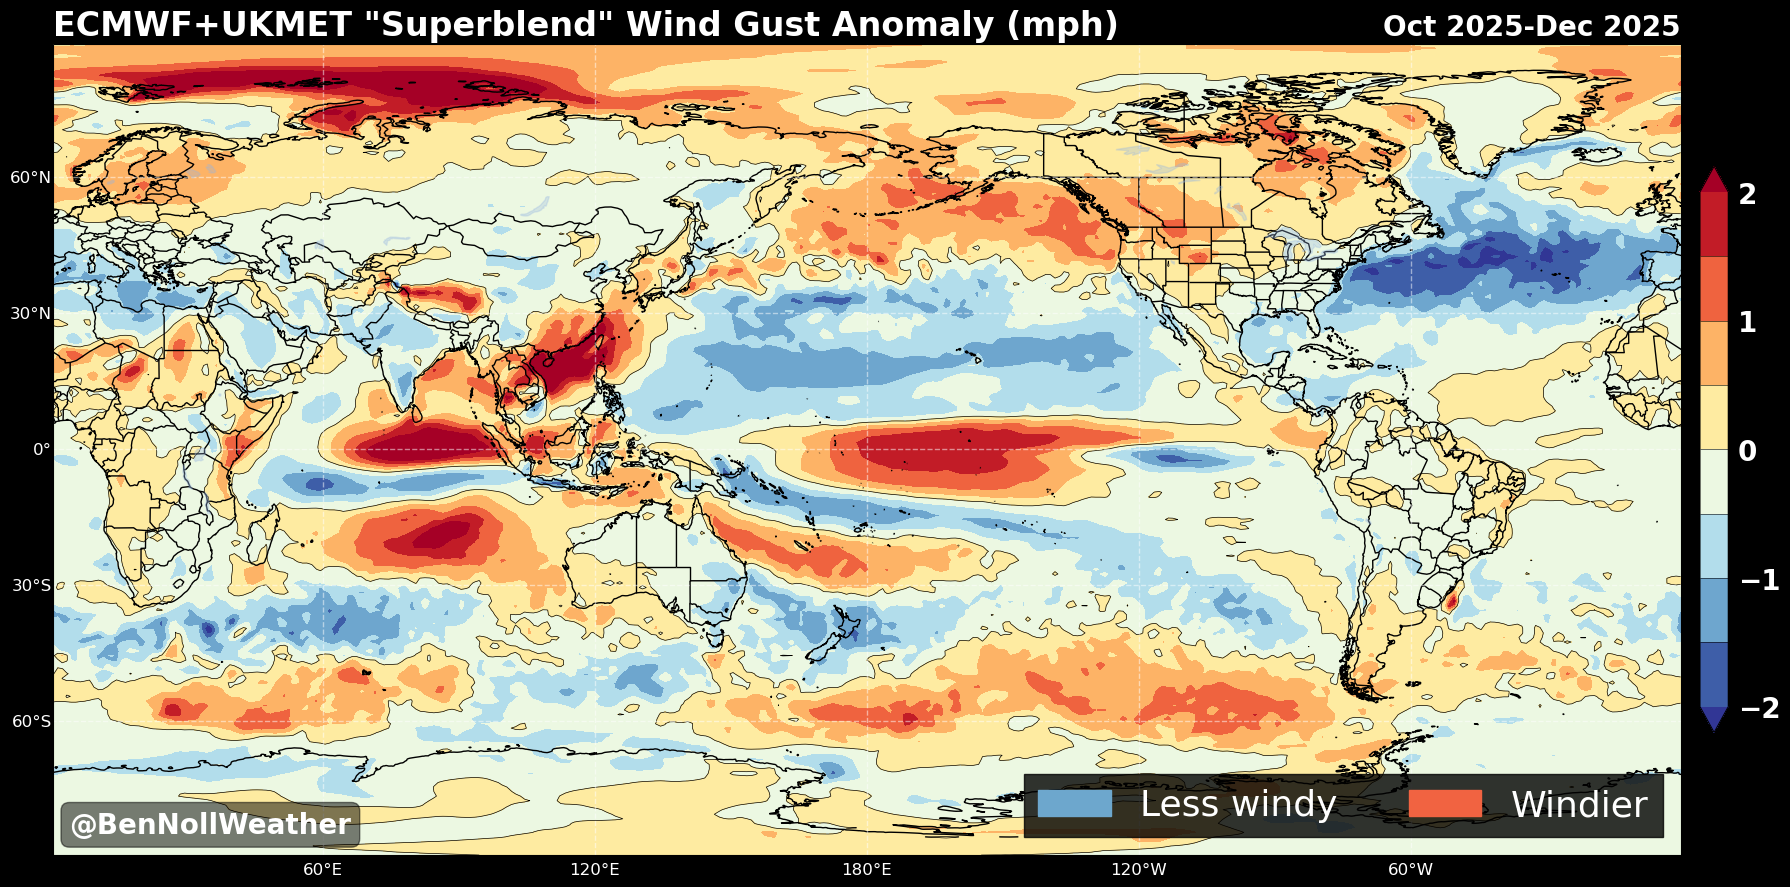 ECMWF+UKMET "Superblend" Wind Gust Anomaly (mph)
Oct 2025-Dec 2025
60°N
30°N
0°
30°S
60°S
60°E
120°E
180°E
120°W
60°W
2
1
0
−1
−2
@BenNollWeather
Less windy
Windier